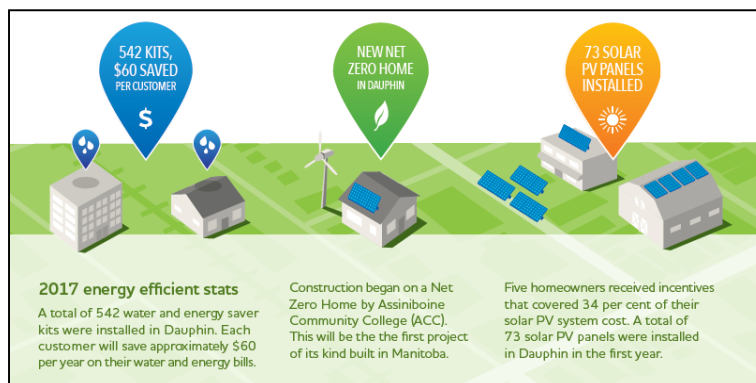 542 KITS,
$60 SAVED
PER CUSTOMER
$
NEW NET
ZERO HOME
IN DAUPHIN
73 SOLAR
PV PANELS
INSTALLED
2017 energy efficient stats
A total of 542 water and energy saver
kits were installed in Dauphin. Each
customer will save approximately $60
per year on their water and energy bills.
Construction began on a Net
Zero Home by Assiniboine
Community College (ACC).
This will be the the first project
of its kind built in Manitoba.
Five homeowners received incentives
that covered 34 per cent of their
solar PV system cost. A total of
73 solar PV panels were installed
in Dauphin in the first year.